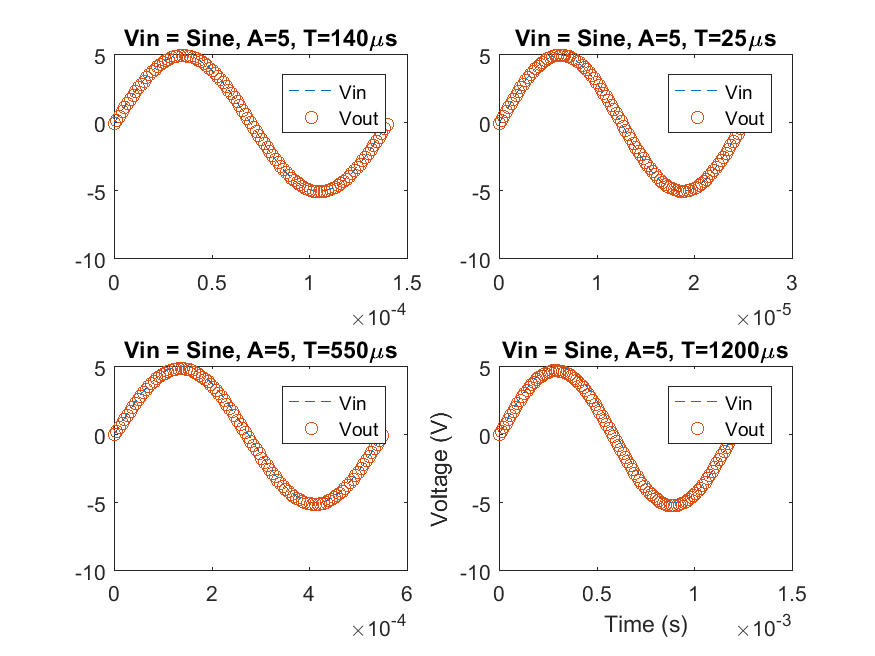 Vin = Sine, A=5, T=140μs
5
0
-5
-10
Vin
Vout
0 0.5 1 1.5
×10-4
Vin = Sine, A=5, T=25μs
5
0
-5
-10
Vin
Vout
0 1 2 3
×10-5
Vin = Sine, A=5, T=550μs
5
0
-5
-10
Vin
Vout
0 2 4 6
×10-4
Vin = Sine, A=5, T=1200μs
Voltage (V)
5
0
-5
-10
Vin
Vout
0 0.5 1 1.5
Time (s)
×10-3